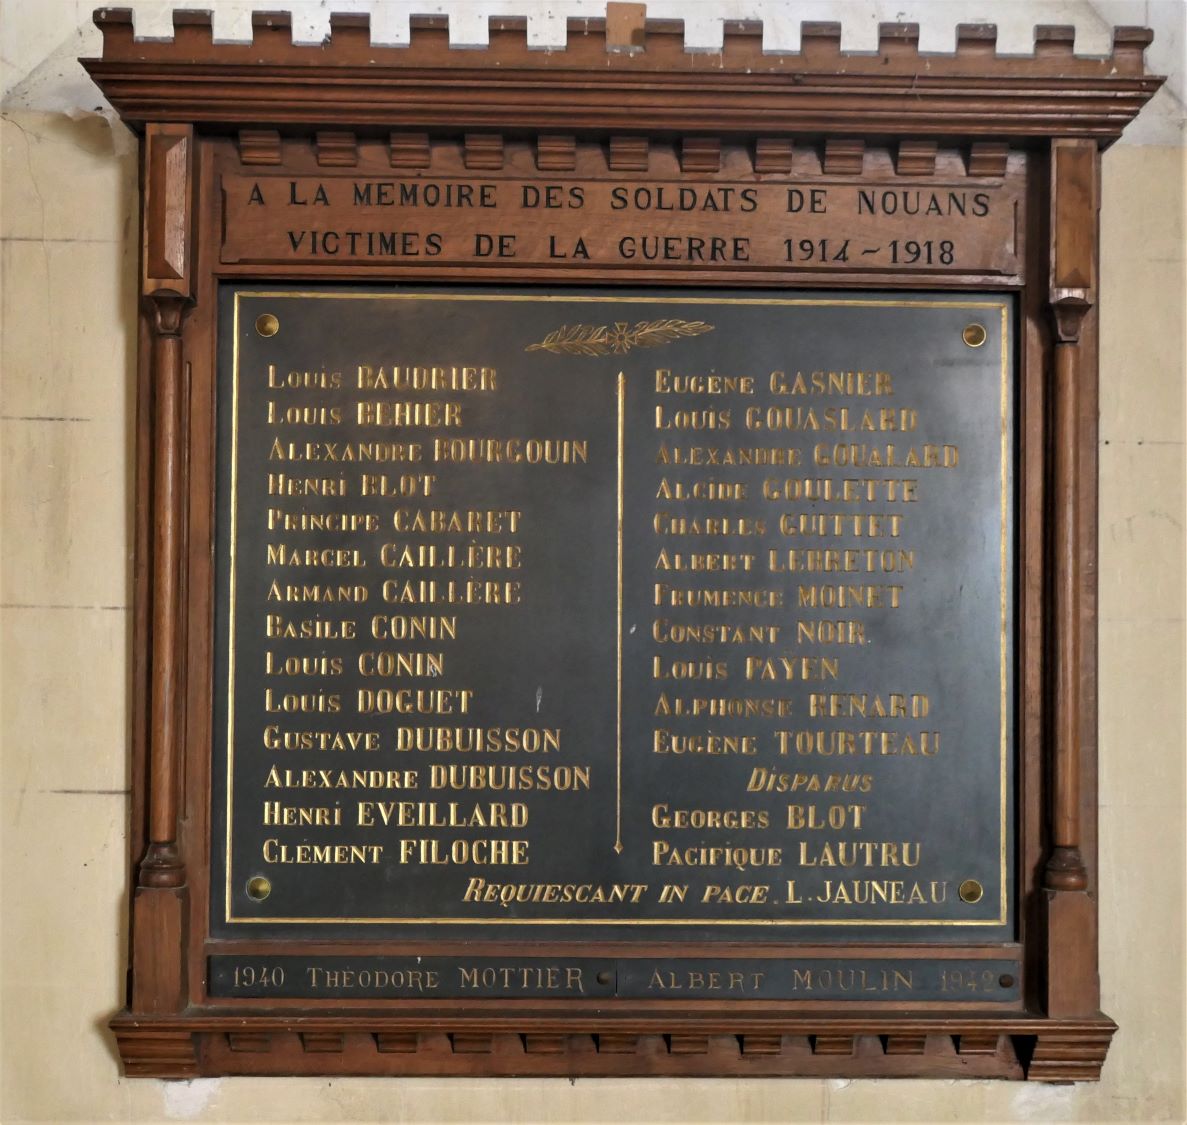 A LA MÉMOIRE DES SOLDATS DE NOUANS
VICTIMES DE LA GUERRE 1914-1918
LOUIS BAUDRIER
LOUIS BEHIER
ALEXANDRE BOURGOUIN
HENRI BLOT
PRINCIPE CABARET
MARCEL CAILLÈRE
ARMAND CAILLÈRE
BASILE CONIN
LOUIS CONIN
LOUIS DOGUET
GUSTAVE DUBUISSON
ALEXANDRE DUBUISSON
HENRI EVEILLARD
CLÉMENT FILOCHE
EUGÈNE GASNIER
LOUIS GOUASLARD
ALEXANDRE GOUALARD
ALCIDE GOULETTE
CHARLES GUITTET
ALBERT LEBRETON
FRUMENCE MOINET
CONSTANT NOIR
LOUIS PAŸEN
ALPHONSE RENARD
EUGÈNE TOURTEAU
DISPARUS
GEORGES BLOT
PACIFIQUE LAUTRU
REQUIESCANT IN PACE. L. JAUNEAU
1940 THÉODORE MOTTIER ALBERT MOULIN 1942